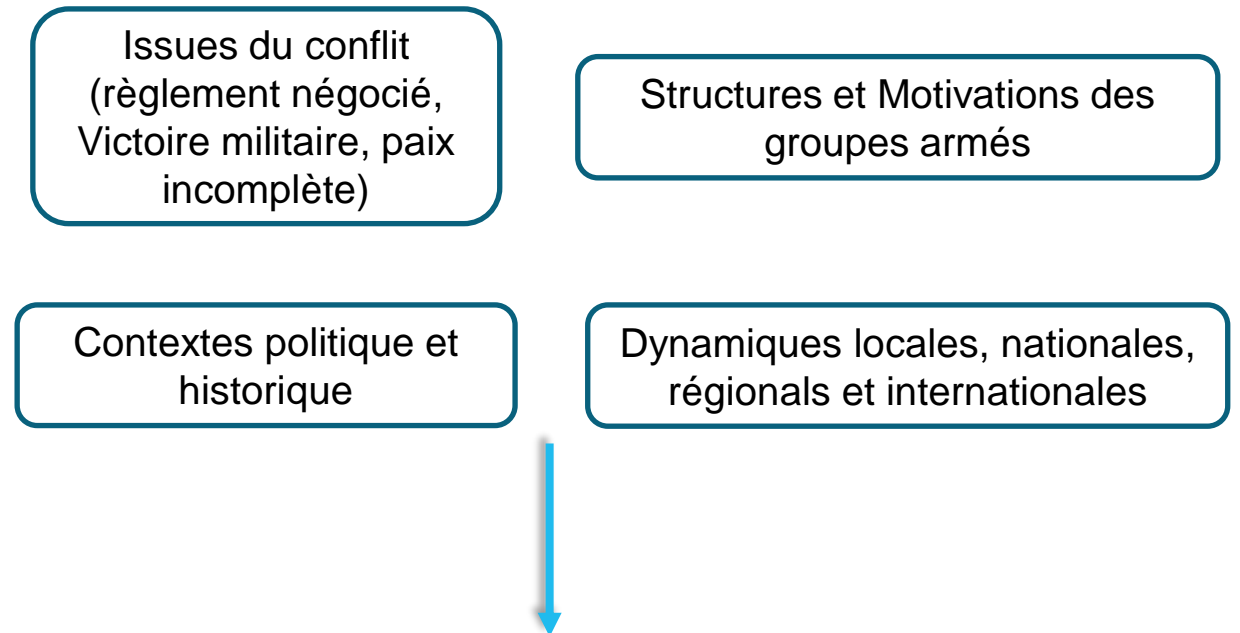 Issues du conflit
(règlement négocié,
Victoire militaire, paix
incomplète)
Structures et Motivations des
groupes armés
Contextes politique et
historique
Dynamiques locales, nationales,
régionals et internationales